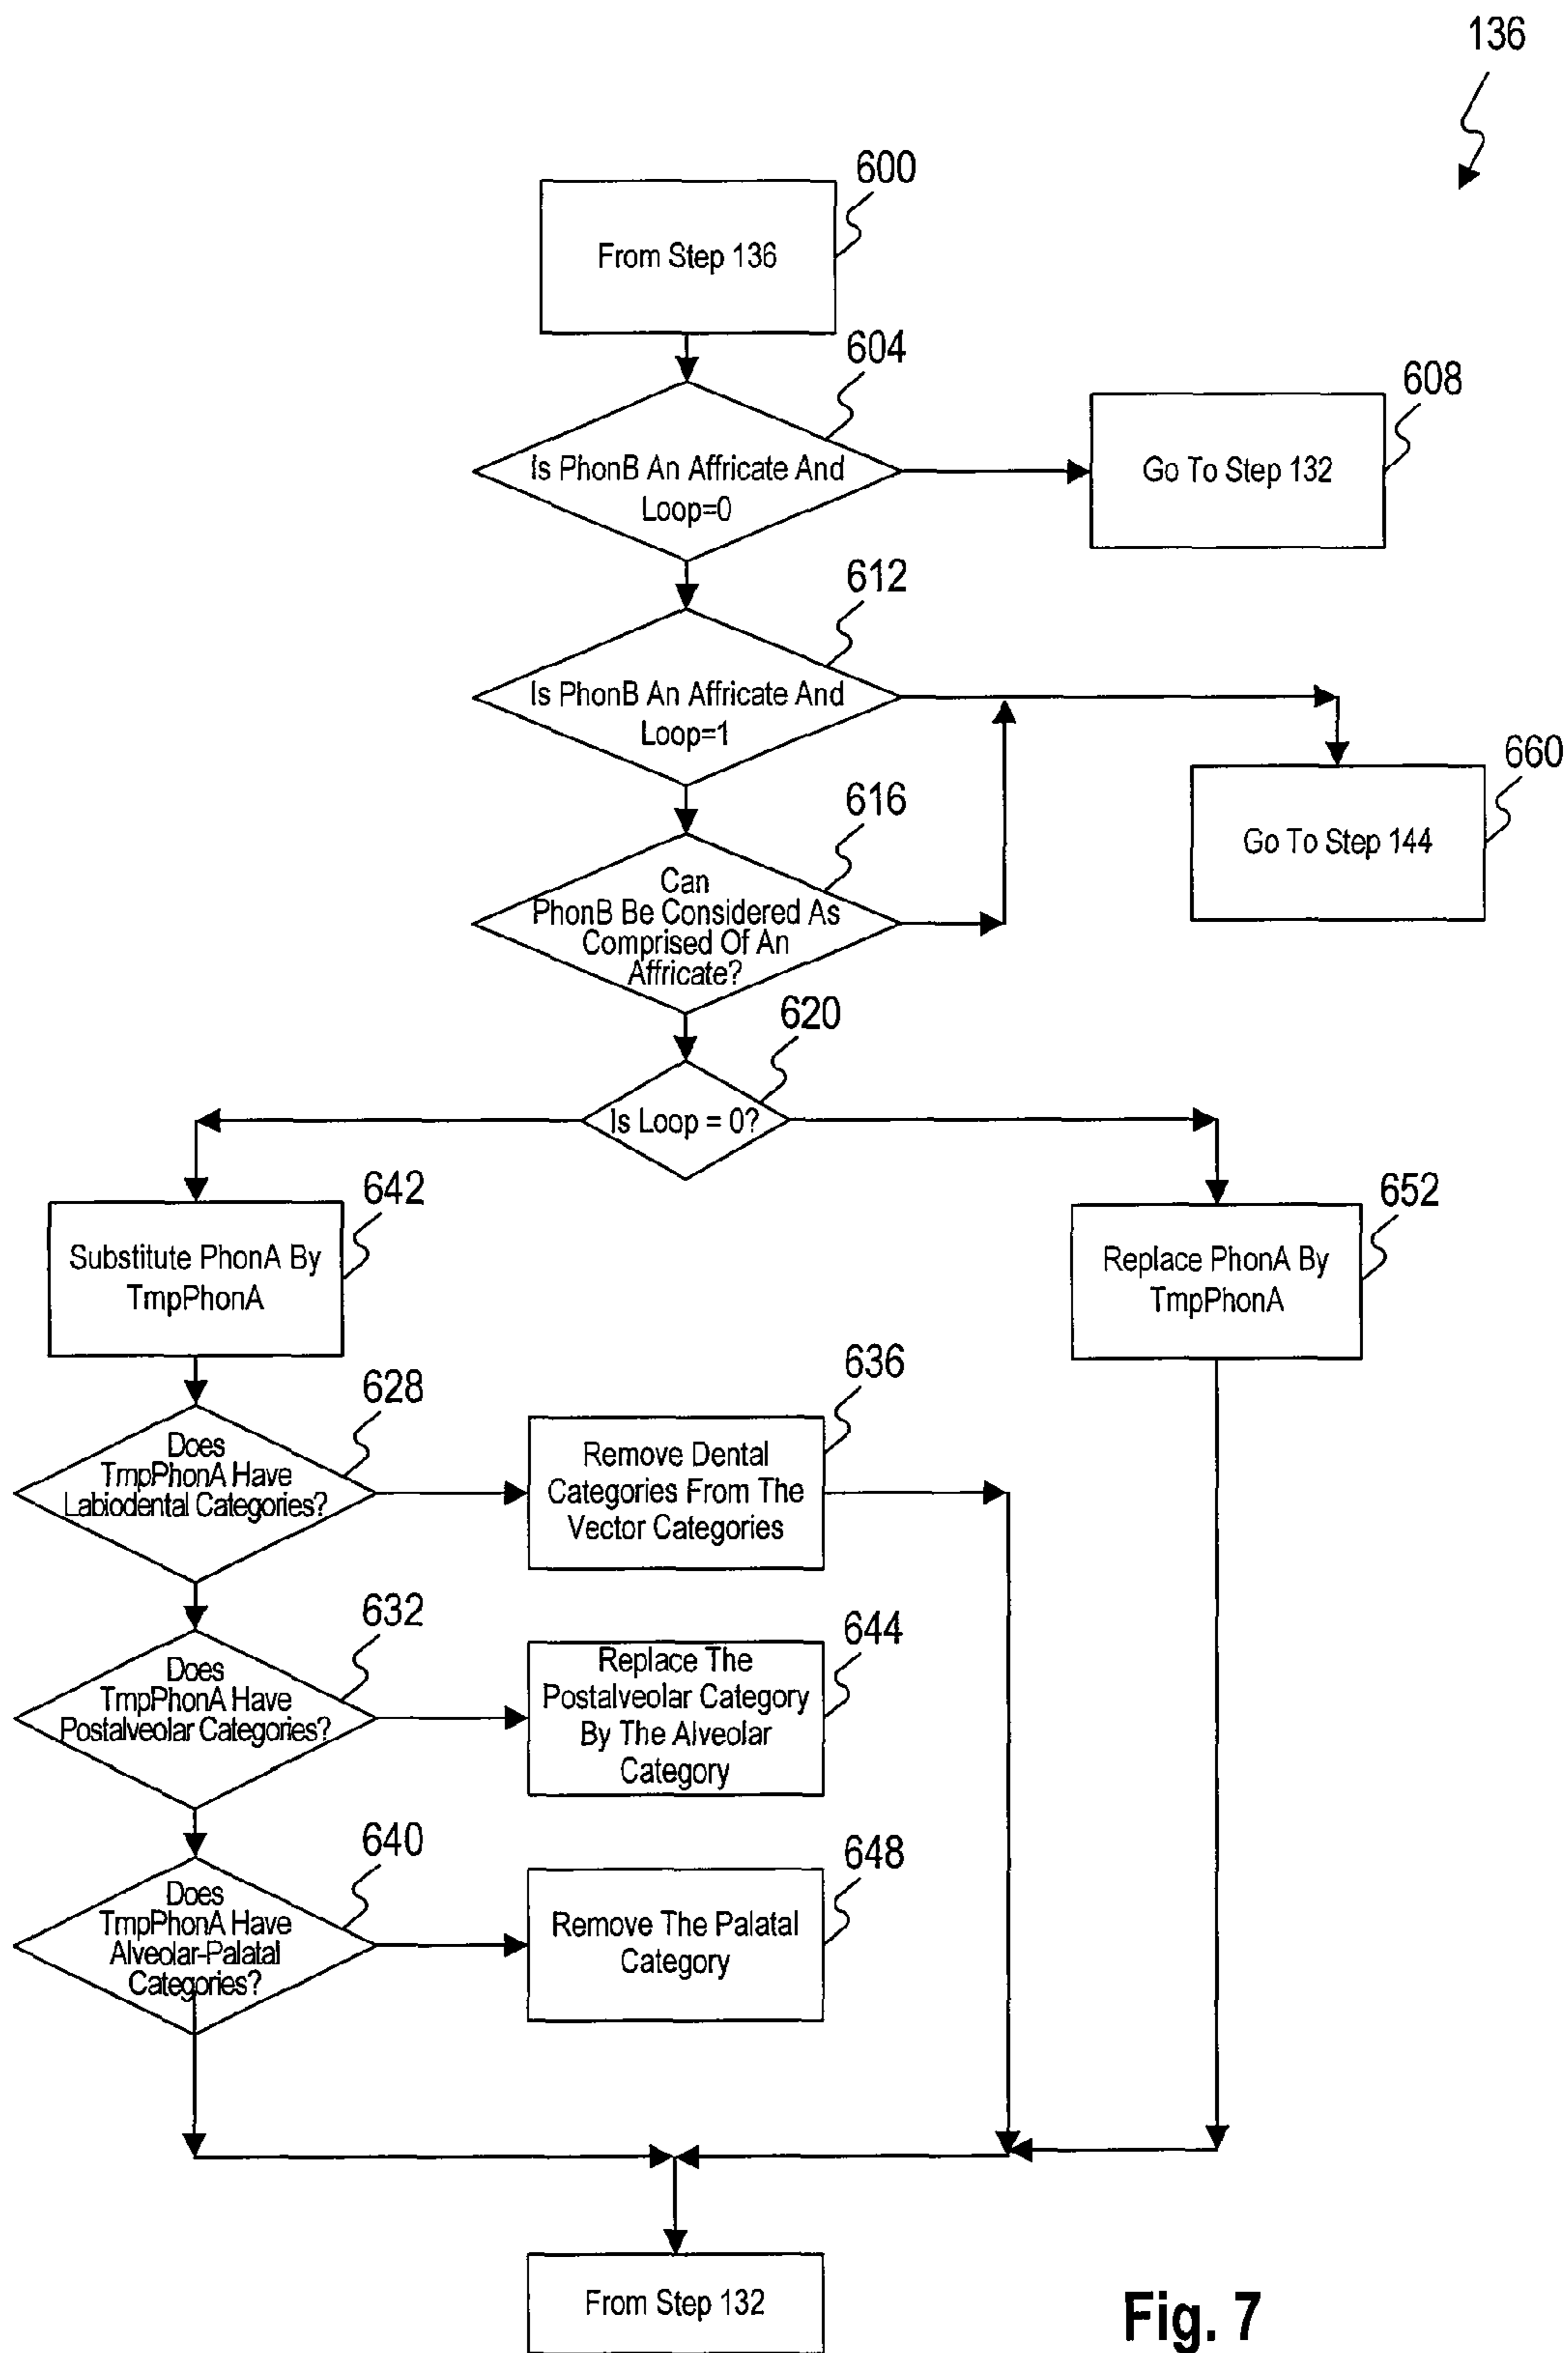 136
600
From Step 136
604
Is PhonB An Affricate And
Loop=0
608
Go To Step 132
612
Is PhonB An Affricate And
Loop=1
660
Go To Step 144
616
Can
PhonB Be Considered As
Comprised Of An
Affricate?
620
Is Loop = 0?
642
Substitute PhonA By
TmpPhonA
652
Replace PhonA By
TmpPhonA
628
Does
TmpPhonA Have
Labiodental Categories?
636
Remove Dental
Categories From The
Vector Categories
632
Does
TmpPhonA Have
Postalveolar Categories?
644
Replace The
Postalveolar Category
By The Alveolar
Category
640
Does
TmpPhonA Have
Alveolar-Palatal
Categories?
648
Remove The Palatal
Category
From Step 132
Fig. 7